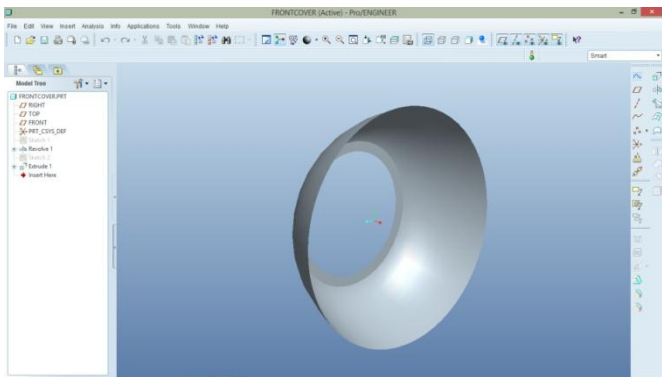 FRONTCOVER (Active) - Pro/ENGINEER
File Edit View Insert Analysis Info Applications Tools Window Help
Smart
Model Tree
FRONTCOVER.PRT
RIGHT
TOP
FRONT
PRT_CSYS_DEF
Sketch 1
Revolve 1
Sketch 2
Extrude 1
Insert Here